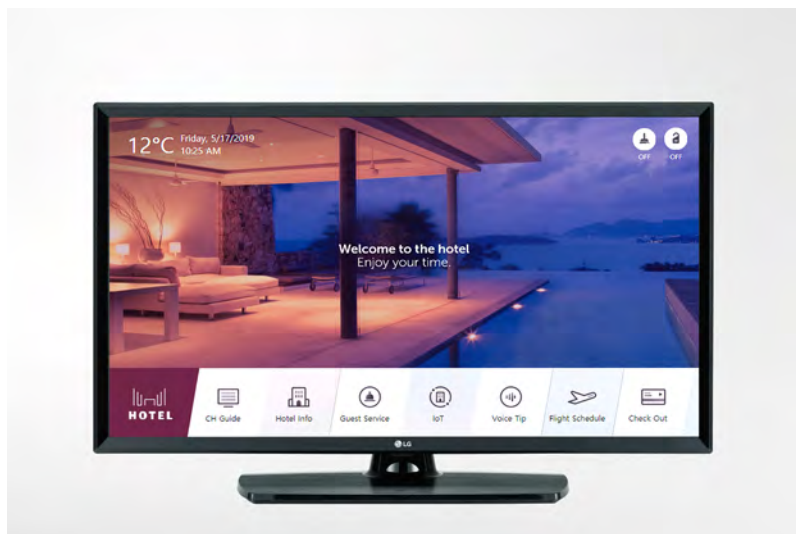 12°C
Friday, 5/17/2019
10:25 AM
OFF
OFF
Welcome to the hotel
Enjoy your time.
HOTEL
CH Guide
Hotel Info
Guest Service
IoT
Voice Tip
Flight Schedule
Check Out
LG